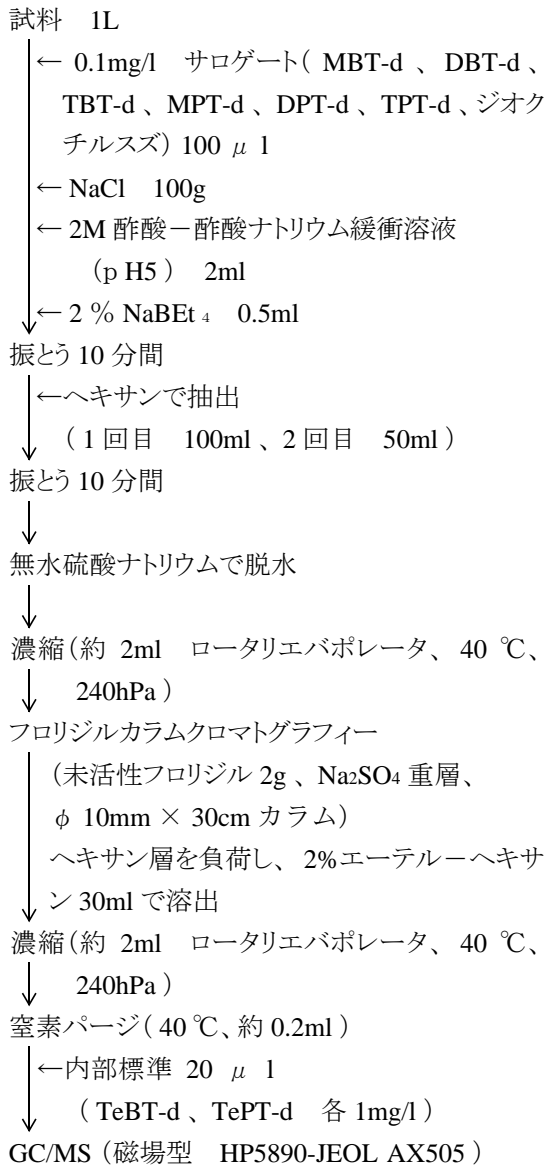 試料 1L
← 0.1mg/l サロゲート( MBT-d 、 DBT-d 、
TBT-d 、 MPT-d 、 DPT-d 、 TPT-d 、ジオク
チルスズ) 100 μ l
← NaCl 100g
← 2M 酢酸－酢酸ナトリウム緩衝溶液
(p H5 ) 2ml
← 2 % NaBEt 4 0.5ml
振とう 10 分間
←ヘキサンで抽出
( 1 回目 100ml 、 2 回目 50ml )
振とう 10 分間
無水硫酸ナトリウムで脱水
濃縮(約 2ml ロータリエバポレータ、 40 ℃、
240hPa )
フロリジルカラムクロマトグラフィー
(未活性フロリジル 2g 、 Na2SO4 重層、
φ 10mm × 30cm カラム)
ヘキサン層を負荷し、 2%エーテル－ヘキサ
ン 30ml で溶出
濃縮(約 2ml ロータリエバポレータ、 40 ℃、
240hPa )
窒素パージ( 40 ℃、約 0.2ml )
←内部標準 20 μ l
( TeBT-d 、 TePT-d 各 1mg/l )
GC/MS (磁場型 HP5890-JEOL AX505 )